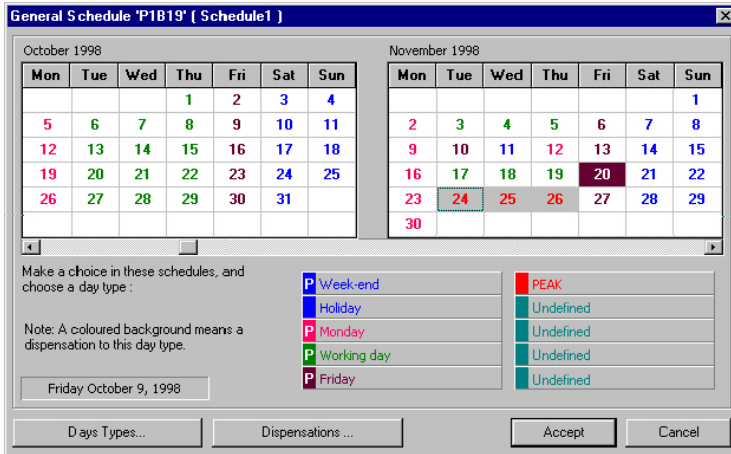 General Schedule 'P1B19' ( Schedule1 )
October 1998
Mon Tue Wed Thu Fri Sat Sun
1 2 3 4
5 6 7 8 9 10 11
12 13 14 15 16 17 18
19 20 21 22 23 24 25
26 27 28 29 30 31
November 1998
Mon Tue Wed Thu Fri Sat Sun
1
2 3 4 5 6 7 8
9 10 11 12 13 14 15
16 17 18 19 20 21 22
23 24 25 26 27 28 29
30
Make a choice in these schedules, and
choose a day type :
Note: A coloured background means a
dispensation to this day type.
Friday October 9, 1998
P Week-end
Holiday
P Monday
P Working day
P Friday
PEAK
Undefined
Undefined
Undefined
Undefined
Days Types...
Dispensations ...
Accept
Cancel